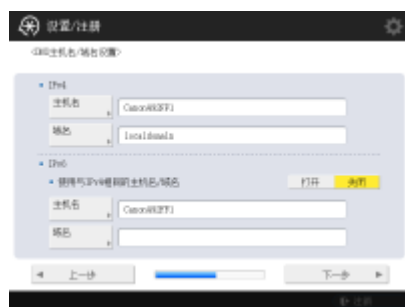 设置/注册
<DNS主机名/域名设置>
IPv4
主机名
域名
localdomain
IPv6
使用与IPv4相同的主机名/域名
打开 关闭
主机名
域名
上一步 下一步
注销